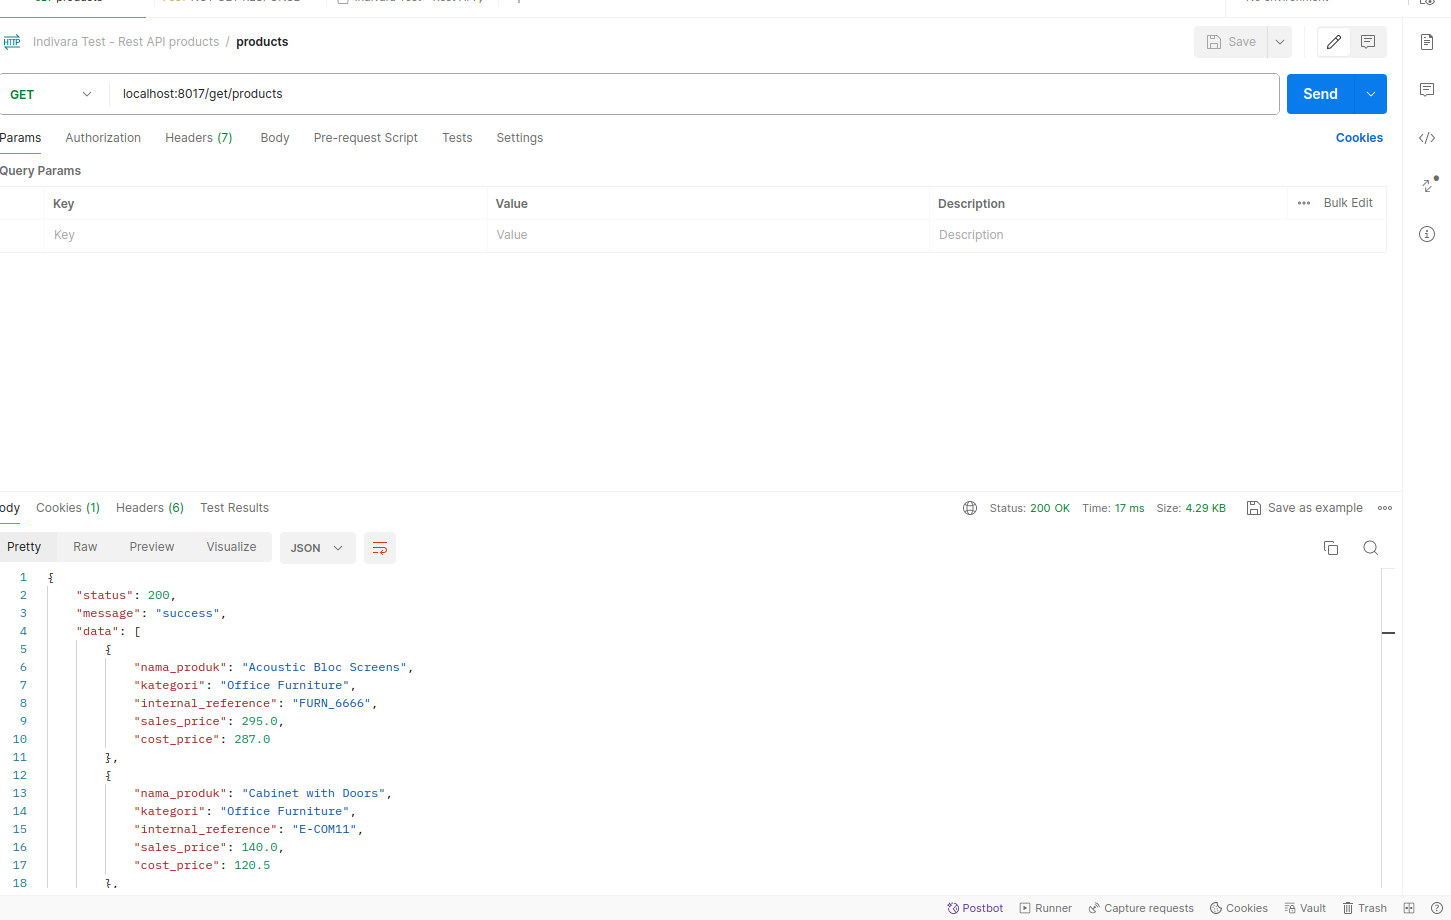 Indivara Test - Rest API products / products
Save
GET
localhost:8017/get/products
Send
Params Authorization Headers (7) Body Pre-request Script Tests Settings Cookies
Query Params
Key Value Description ••• Bulk Edit
Key Value Description
ody Cookies (1) Headers (6) Test Results Status: 200 OK Time: 17 ms Size: 4.29 KB Save as example
Pretty Raw Preview Visualize JSON
1 {
2 "status": 200,
3 "message": "success",
4 "data": [
5 {
6 "nama_produk": "Acoustic Bloc Screens",
7 "kategori": "Office Furniture",
8 "internal_reference": "FURN_6666",
9 "sales_price": 295.0,
10 "cost_price": 287.0
11 },
12 {
13 "nama_produk": "Cabinet with Doors",
14 "kategori": "Office Furniture",
15 "internal_reference": "E-COM11",
16 "sales_price": 140.0,
17 "cost_price": 120.5
18 },
Postbot Runner Capture requests Cookies Vault Trash